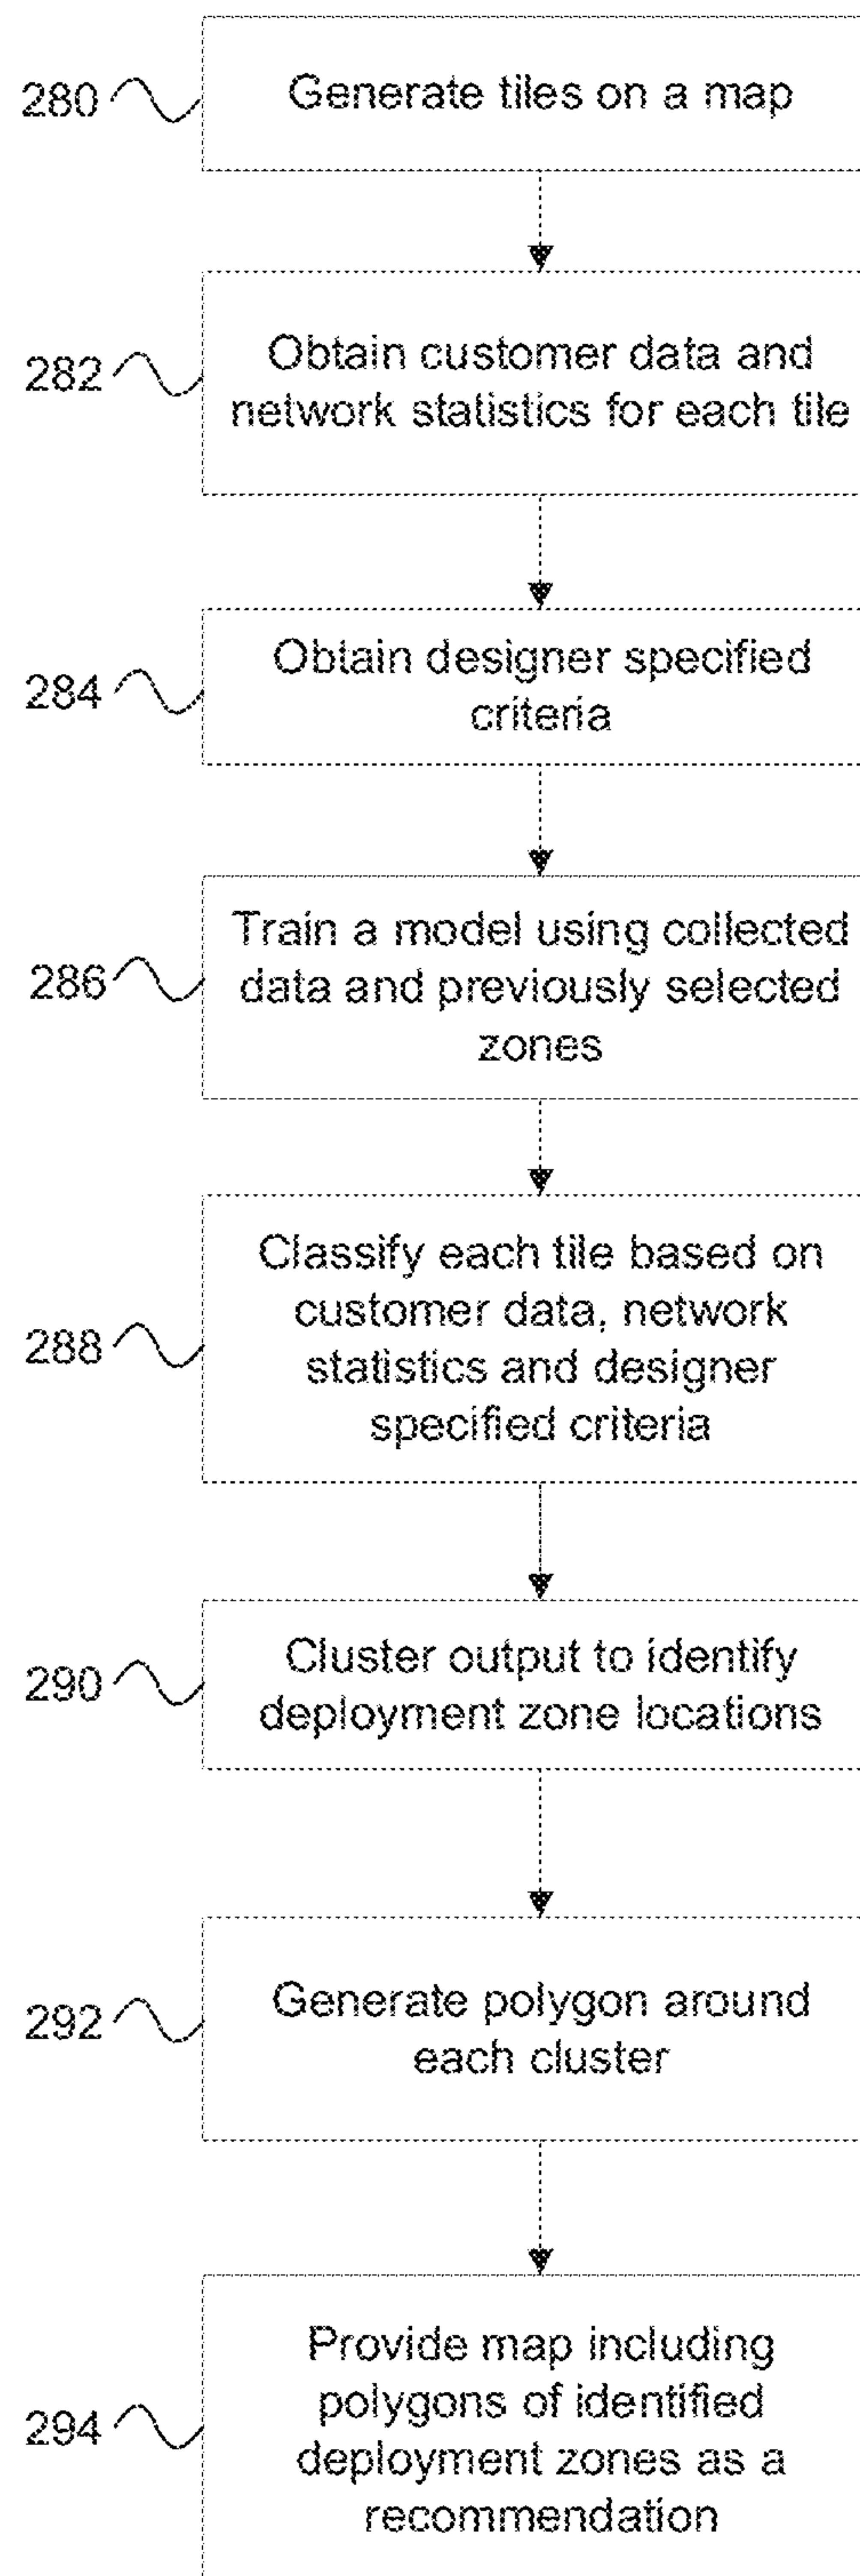 280
Generate tiles on a map
282
Obtain customer data and
network statistics for each tile
284
Obtain designer specified
criteria
286
Train a model using collected
data and previously selected
zones
288
Classify each tile based on
customer data, network
statistics and designer
specified criteria
290
Cluster output to identify
deployment zone locations
292
Generate polygon around
each cluster
294
Provide map including
polygons of identified
deployment zones as a
recommendation